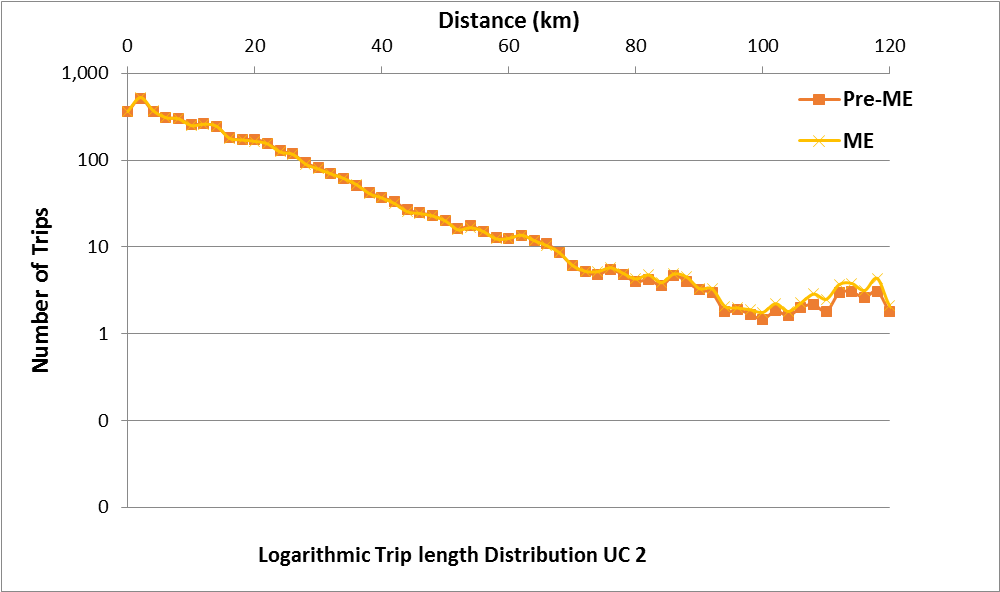 Distance (km)
0 20 40 60 80 100 120
1,000
100
10
1
0
0
Number of Trips
Pre-ME
ME
Logarithmic Trip length Distribution UC 2